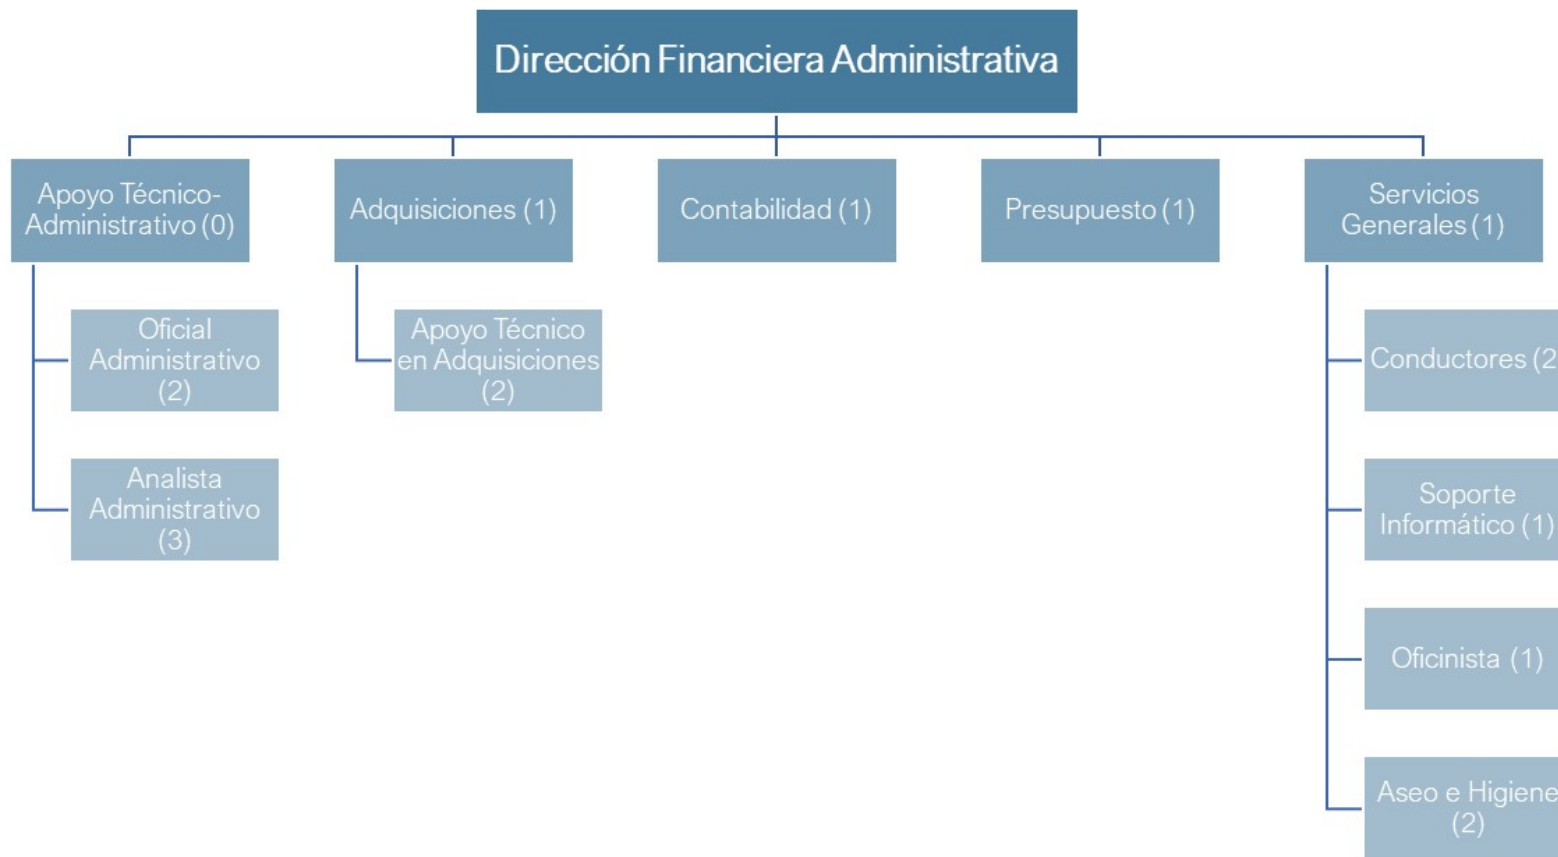 Dirección Financiera Administrativa
Apoyo Técnico-
Administrativo (0)
Adquisiciones (1)
Contabilidad (1)
Presupuesto (1)
Servicios
Generales (1)
Oficial
Administrativo
(2)
Analista
Administrativo
(3)
Apoyo Técnico
en Adquisiciones
(2)
Conductores (2
Soporte
Informático (1)
Oficinista (1)
Aseo e Higiene
(2)